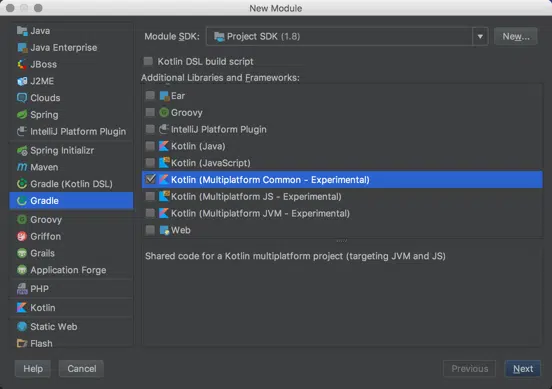 New Module
Java
Java Enterprise
JBoss
J2ME
Clouds
Spring
IntelliJ Platform Plugin
Spring Initializr
Maven
Gradle (Kotlin DSL)
Gradle
Groovy
Griffon
Grails
Application Forge
PHP
Kotlin
Static Web
Flash
Module SDK:
Project SDK (1.8)
New...
Kotlin DSL build script
Additional Libraries and Frameworks:
Ear
Groovy
IntelliJ Platform Plugin
Kotlin (Java)
Kotlin (JavaScript)
Kotlin (Multiplatform Common - Experimental)
Kotlin (Multiplatform JS - Experimental)
Kotlin (Multiplatform JVM - Experimental)
Web
Shared code for a Kotlin multiplatform project (targeting JVM and JS)
Help
Cancel
Previous
Next